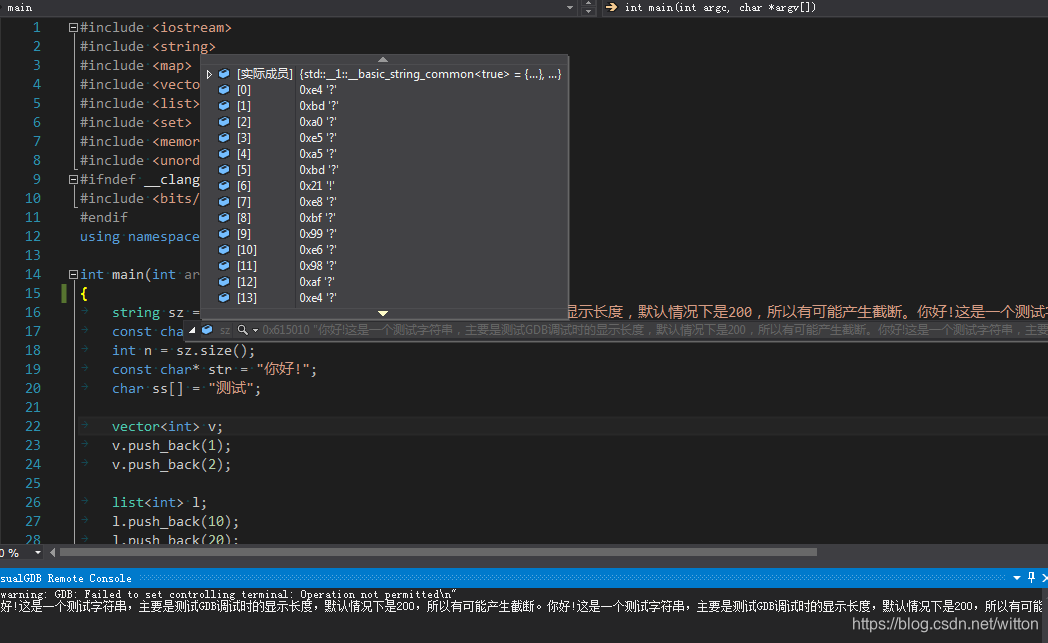 main int main(int argc, char *argv[])
1 #include <iostream>
2 #include <string>
3 #include <map>
4 #include <vecto
5 #include <list>
6 #include <set>
7 #include <memor
8 #include <unord
9 #ifndef __clang
10 #include <bits/
11 #endif
12 using namespace
13
14 int main(int ar
15 {
16 string sz = 显示长度，默认情况下是200，所以有可能产生截断。你好!这是一个测试
17 const cha
18 int n = sz.size();
19 const char* str = "你好!";
20 char ss[] = "测试";
21
22 vector<int> v;
23 v.push_back(1);
24 v.push_back(2);
25
26 list<int> l;
27 l.push_back(10);
28 l.push_back(20);
[实际成员] {std::__1::__basic_string_common<true> = {...}, ...}
[0] 0xe4 '?'
[1] 0xbd '?'
[2] 0xa0 '?'
[3] 0xe5 '?'
[4] 0xa5 '?'
[5] 0xbd '?'
[6] 0x21 '!'
[7] 0xe8 '?'
[8] 0xbf '?'
[9] 0x99 '?'
[10] 0xe6 '?'
[11] 0x98 '?'
[12] 0xaf '?'
[13] 0xe4 '?'
sz 0x615010 "你好!这是一个测试字符串，主要是测试GDB调试时的显示长度，默认情况下是200，所以有可能产生截断。你好!这是一个测试字符串，主要
0 %
sualGDB Remote Console
warning: GDB: Failed to set controlling terminal: Operation not permitted\n"
好!这是一个测试字符串，主要是测试GDB调试时的显示长度，默认情况下是200，所以有可能产生截断。你好!这是一个测试字符串，主要是测试GDB调试时的显示长度，默认情况下是200，所以有可能
https://blog.csdn.net/witton